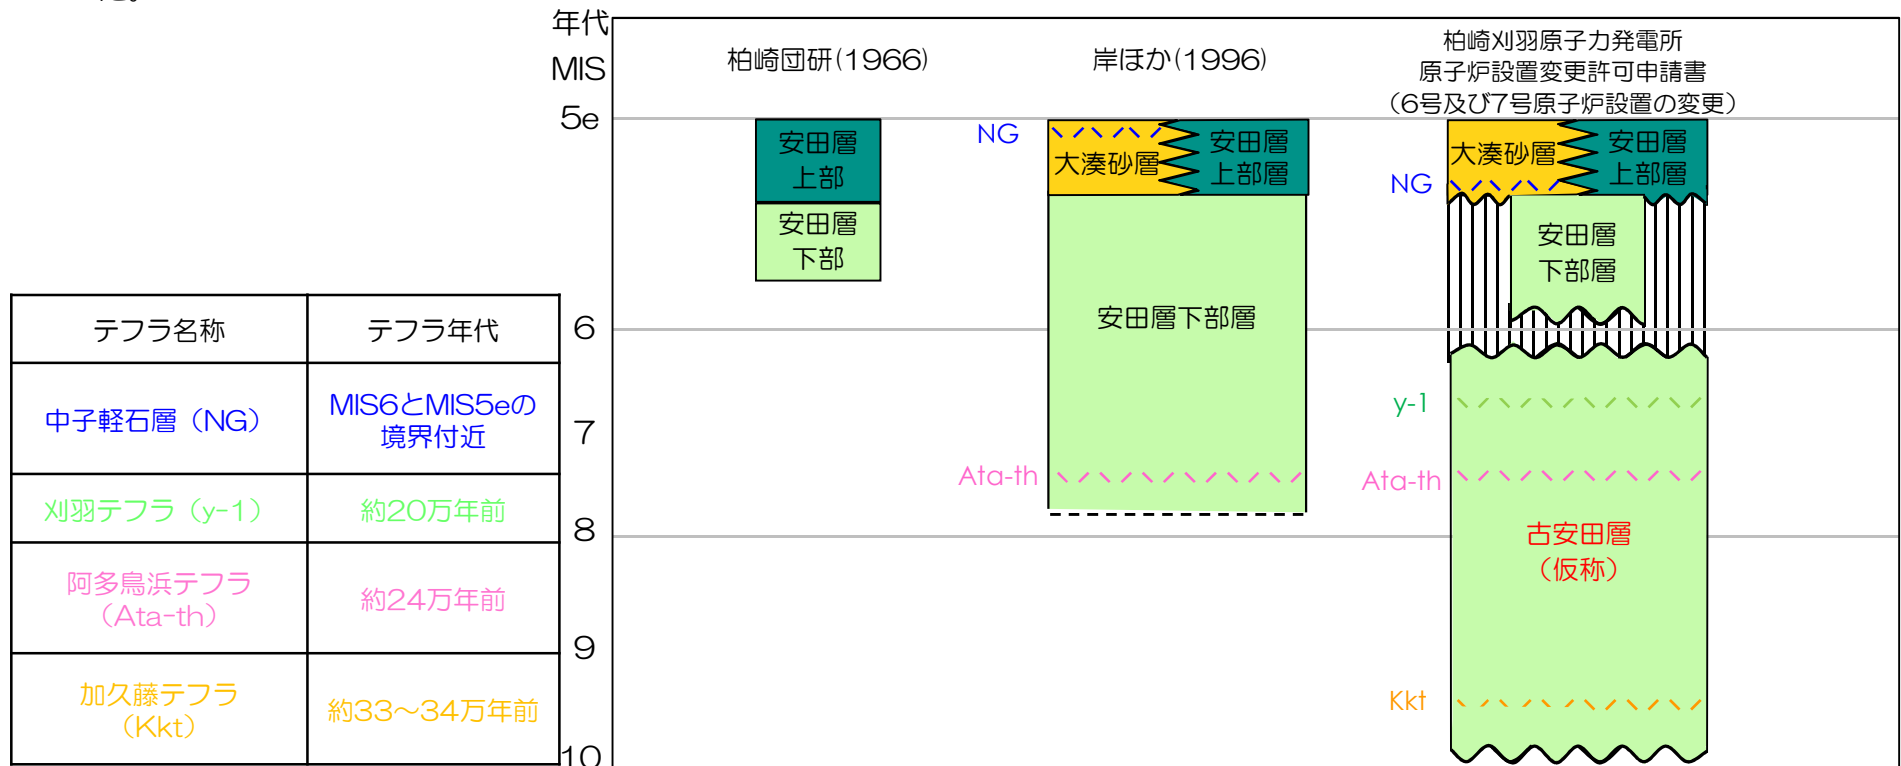 た。
年代
MIS
5e
6
7
8
9
10
柏崎団研(1966)
安田層
上部
安田層
下部
岸ほか(1996)
NG
大湊砂層
安田層
上部層
安田層下部層
Ata-th
柏崎刈羽原子力発電所
原子炉設置変更許可申請書
（6号及び7号原子炉設置の変更）
大湊砂層
安田層
上部層
NG
安田層
下部層
y-1
Ata-th
古安田層
（仮称）
Kkt
テフラ名称
テフラ年代
中子軽石層（NG）
MIS6とMIS5eの
境界付近
刈羽テフラ（y-1）
約20万年前
阿多鳥浜テフラ
（Ata-th）
約24万年前
加久藤テフラ
（Kkt）
約33～34万年前